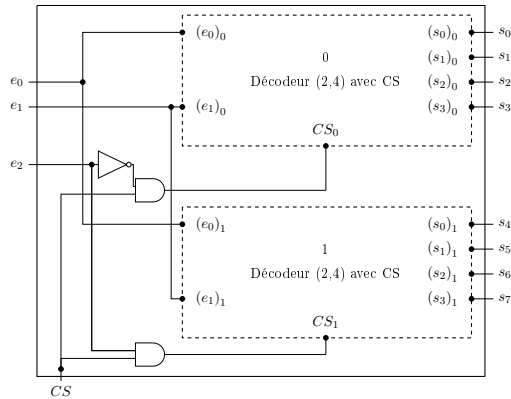 (e₀)₀ (s₀)₀ s₀
0 (s₁)₀ s₁
e₀ Décodeur (2,4) avec CS (s₂)₀ s₂
e₁ (e₁)₀ (s₃)₀ s₃
CS₀
e₂
(e₀)₁ (s₀)₁ s₄
1 (s₁)₁ s₅
Décodeur (2,4) avec CS (s₂)₁ s₆
(e₁)₁ (s₃)₁ s₇
CS₁
CS